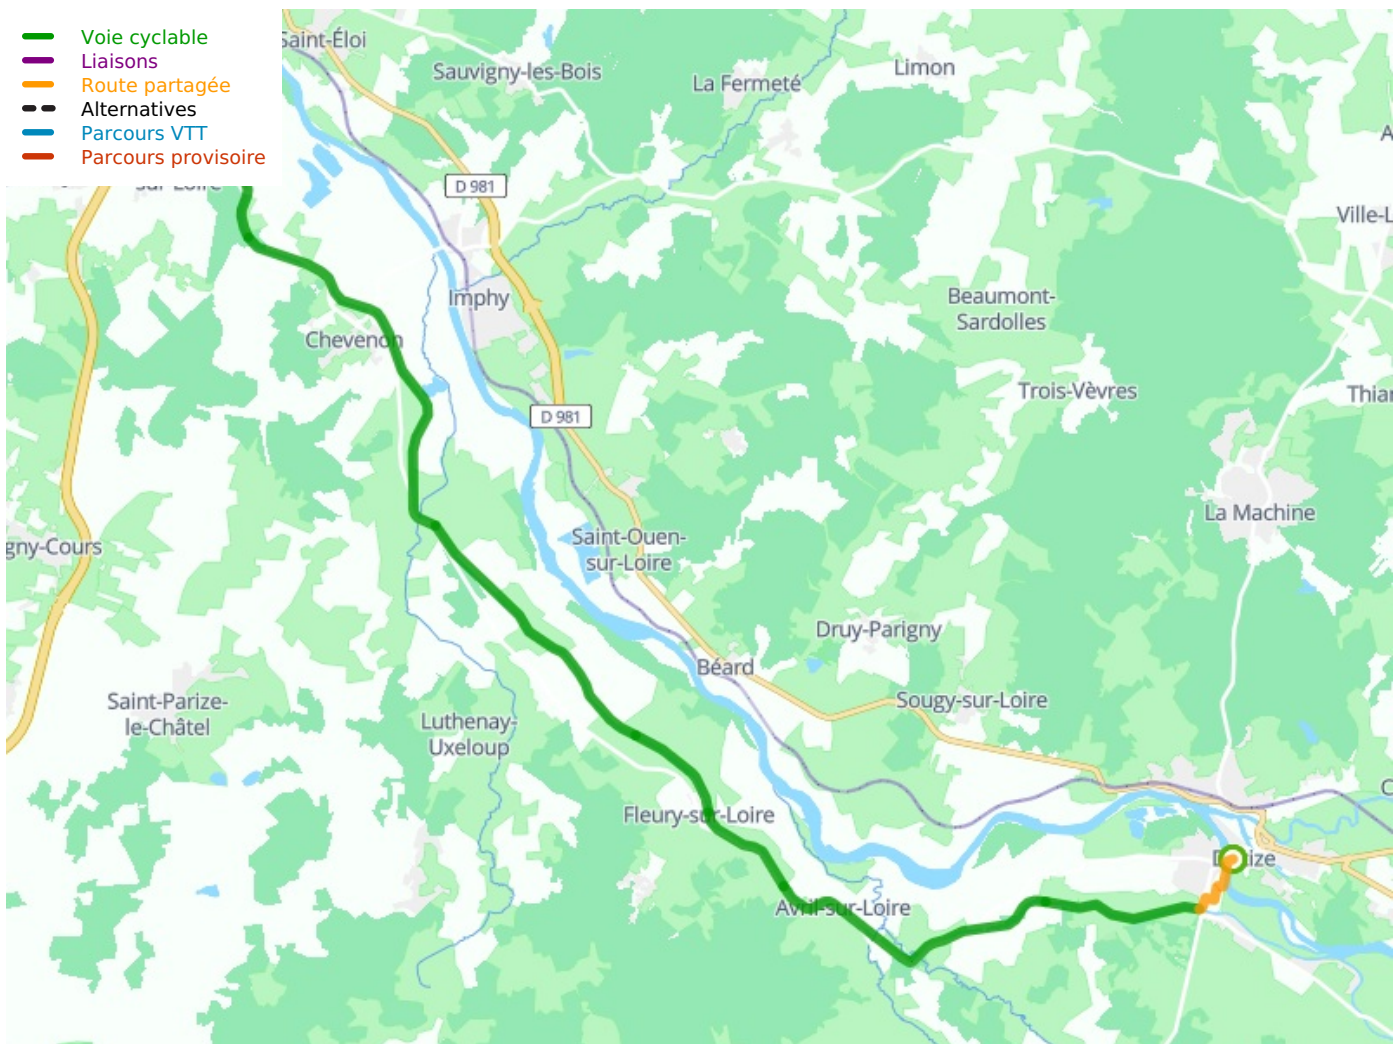 Voie cyclable
Liaisons
Route partagée
Alternatives
Parcours VTT
Parcours provisoire
Saint-Éloi
Sauvigny-les-Bois
La Fermeté
Limon
D 981
sur-Loire
Ville-L
Imphy
Beaumont-
Sardolles
Chevenon
Trois-Vèvres
Thiar
D 981
La Machine
Saint-Ouen-
sur-Loire
gny-Cours
Druy-Parigny
Béard
Saint-Parize-
le-Châtel
Sougy-sur-Loire
Luthenay-
Uxeloup
Fleury-sur-Loire
Avril-sur-Loire